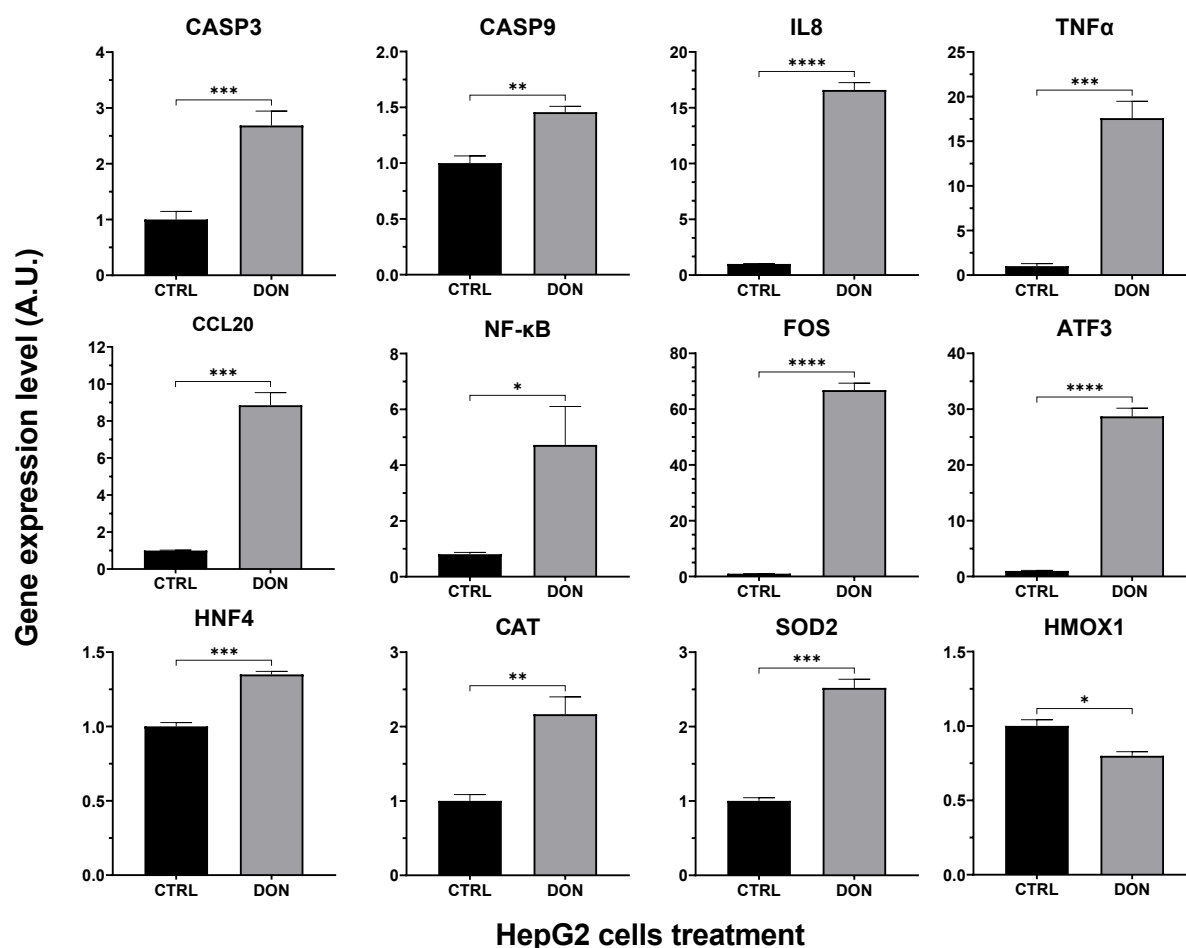 CASP3
4
3
2
1
0
***
CTRL DON
CASP9
2.0
1.5
1.0
0.5
0.0
**
CTRL DON
IL8
20
15
10
5
0
****
CTRL DON
TNFα
25
20
15
10
5
0
***
CTRL DON
CCL20
12
10
8
6
4
2
0
***
CTRL DON
NF-κB
8
6
4
2
0
*
CTRL DON
FOS
80
60
40
20
0
****
CTRL DON
ATF3
40
30
20
10
0
****
CTRL DON
HNF4
1.5
1.0
0.5
0.0
***
CTRL DON
CAT
3
2
1
0
**
CTRL DON
SOD2
3
2
1
0
***
CTRL DON
HMOX1
1.5
1.0
0.5
0.0
*
CTRL DON
Gene expression level (A.U.)
HepG2 cells treatment